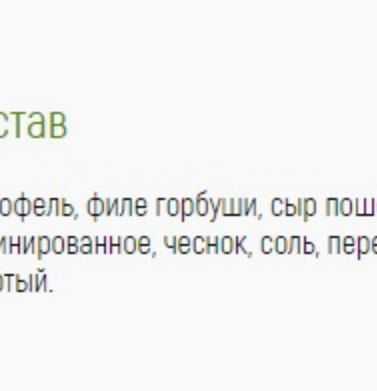 став
офель, филе горбуши, сыр пош
инированное, чеснок, соль, пере
отый.